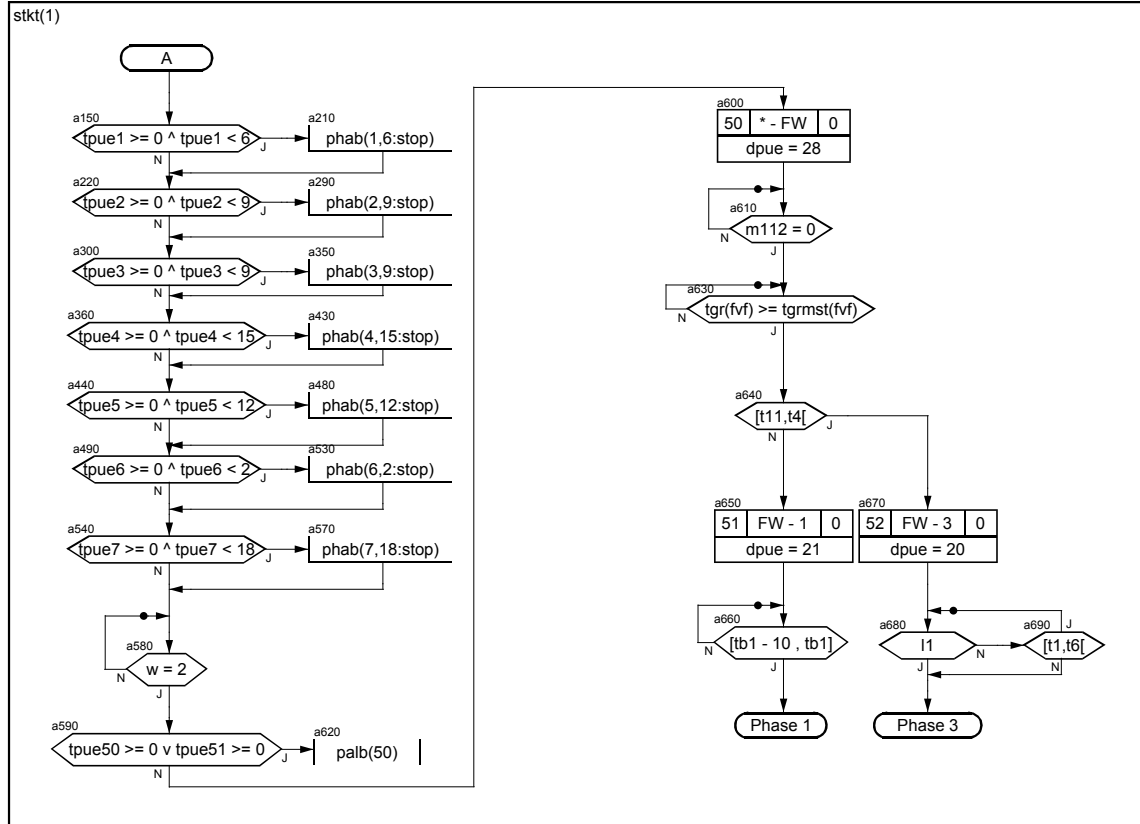 stkt(1)
A
a150
tpue1 >= 0 ^ tpue1 < 6
J
N
a210
phab(1,6:stop)
a220
tpue2 >= 0 ^ tpue2 < 9
J
N
a290
phab(2,9:stop)
a300
tpue3 >= 0 ^ tpue3 < 9
J
N
a350
phab(3,9:stop)
a360
tpue4 >= 0 ^ tpue4 < 15
J
N
a430
phab(4,15:stop)
a440
tpue5 >= 0 ^ tpue5 < 12
J
N
a480
phab(5,12:stop)
a490
tpue6 >= 0 ^ tpue6 < 2
J
N
a530
phab(6,2:stop)
a540
tpue7 >= 0 ^ tpue7 < 18
J
N
a570
phab(7,18:stop)
a580
w = 2
N
J
a590
tpue50 >= 0 v tpue51 >= 0
J
N
a620
palb(50)
a600
50 * - FW 0
dpue = 28
a610
m112 = 0
N
J
a630
tgr(fvf) >= tgrmst(fvf)
N
J
a640
[t11,t4[
J
N
a650
51 FW - 1 0
dpue = 21
a660
[tb1 - 10 , tb1]
N
J
Phase 1
a670
52 FW - 3 0
dpue = 20
a680
l1
N
J
a690
J
[t1,t6[
N
Phase 3